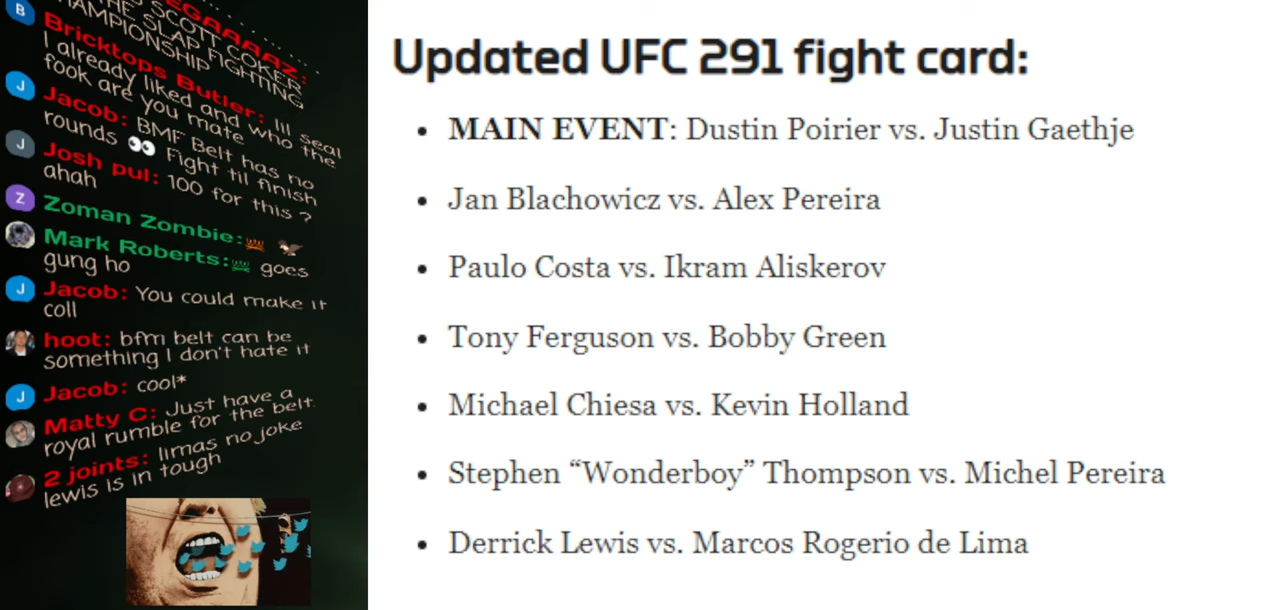 EGAAAAZ:
SCOTT COKER
THE SLAP FIGHTING
CHAMPIONSHIP
B
Bricktops Butler: Ill seal
I already liked and who the
fook are you mate
J
Jacob: BMF Belt has no
rounds 👀 Fight til finish
J
Josh pul: 100 for this ?
ahah
Z
Zoman Zombie:
Mark Roberts: goes
gung ho
J
Jacob: You could make it
coll
hoot: bfm belt can be
something I don't hate it
J
Jacob: cool*
Matty C: Just have a
royal rumble for the belt
2 joints: limas no joke
lewis is in tough
Updated UFC 291 fight card:
• MAIN EVENT: Dustin Poirier vs. Justin Gaethje
• Jan Blachowicz vs. Alex Pereira
• Paulo Costa vs. Ikram Aliskerov
• Tony Ferguson vs. Bobby Green
• Michael Chiesa vs. Kevin Holland
• Stephen “Wonderboy” Thompson vs. Michel Pereira
• Derrick Lewis vs. Marcos Rogerio de Lima